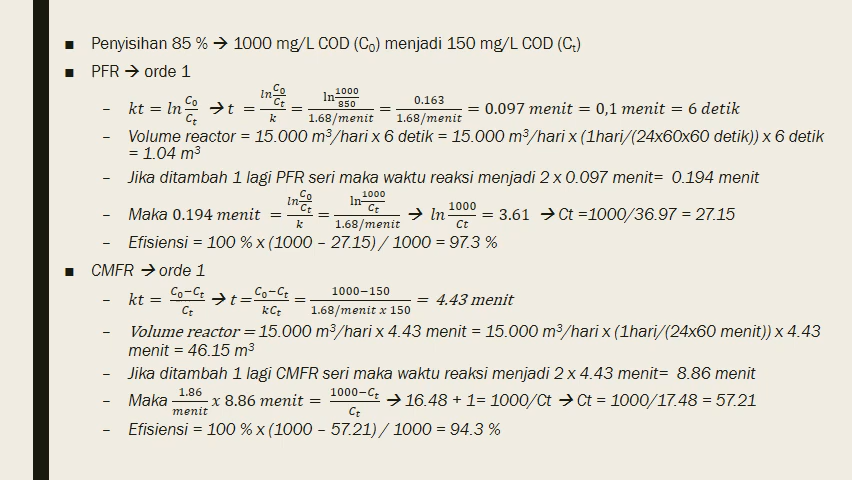 ■ Penyisihan 85 % → 1000 mg/L COD (C₀) menjadi 150 mg/L COD (Cₜ)
■ PFR → orde 1
– kt = ln C₀/Cₜ → t = (ln C₀/Cₜ)/k = (ln 1000/850)/(1.68/menit) = 0.163/(1.68/menit) = 0.097 menit = 0,1 menit = 6 detik
– Volume reactor = 15.000 m³/hari x 6 detik = 15.000 m³/hari x (1hari/(24x60x60 detik)) x 6 detik
= 1.04 m³
– Jika ditambah 1 lagi PFR seri maka waktu reaksi menjadi 2 x 0.097 menit= 0.194 menit
– Maka 0.194 menit = (ln C₀/Cₜ)/k = (ln 1000/Cₜ)/(1.68/menit) → ln 1000/Ct = 3.61 → Ct =1000/36.97 = 27.15
– Efisiensi = 100 % x (1000 – 27.15) / 1000 = 97.3 %
■ CMFR → orde 1
– kt = (C₀−Cₜ)/Cₜ → t = (C₀−Cₜ)/(kCₜ) = (1000−150)/(1.68/menit x 150) = 4.43 menit
– Volume reactor = 15.000 m³/hari x 4.43 menit = 15.000 m³/hari x (1hari/(24x60 menit)) x 4.43
menit = 46.15 m³
– Jika ditambah 1 lagi CMFR seri maka waktu reaksi menjadi 2 x 4.43 menit= 8.86 menit
– Maka 1.86/menit x 8.86 menit = (1000−Cₜ)/Cₜ → 16.48 + 1= 1000/Ct → Ct = 1000/17.48 = 57.21
– Efisiensi = 100 % x (1000 – 57.21) / 1000 = 94.3 %